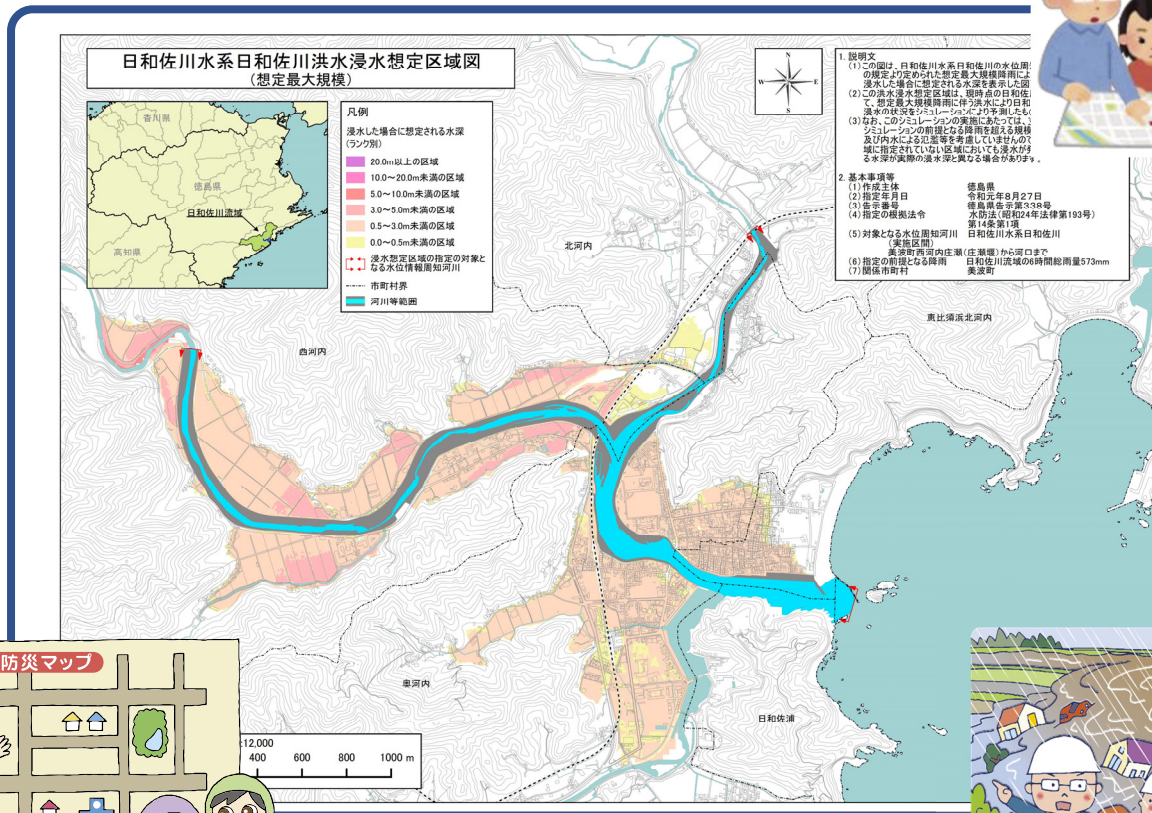 日和佐川水系日和佐川洪水浸水想定区域図
(想定最大規模)
香川県
徳島県
日和佐川流域
高知県
凡例
浸水した場合に想定される水深
(ランク別)
20.0m以上の区域
10.0～20.0m未満の区域
5.0～10.0m未満の区域
3.0～5.0m未満の区域
0.5～3.0m未満の区域
0.0～0.5m未満の区域
浸水想定区域の指定の対象と
なる水位情報周知河川
市町村界
河川等範囲
N
W
E
S
1. 説明文
(1)この図は、日和佐川水系日和佐川の水位周
の規定より定められた想定最大規模降雨によ
浸水した場合に想定される水深を表示した図
(2)この洪水浸水想定区域は、現時点の日和佐
て、想定最大規模降雨に伴う洪水により日和
浸水の状況をシミュレーションにより予測したも
(3)なお、このシミュレーションの実施にあたっては、
シミュレーションの前提となる降雨を超える規模
及び内水による氾濫等を考慮していませんので
域に指定されていない区域においても浸水が
る水深が実際の浸水深と異なる場合があります。
2. 基本事項等
(1)作成主体 徳島県
(2)指定年月日 令和元年8月27日
(3)告示番号 徳島県告示第338号
(4)指定の根拠法令 水防法(昭和24年法律第193号)
第14条第1項
(5)対象となる水位周知河川 日和佐川水系日和佐川
(実施区間)
美波町西河内庄瀬(庄瀬堰)から河口まで
(6)指定の前提となる降雨 日和佐川流域の6時間総雨量573mm
(7)関係市町村 美波町
北河内
恵比須浜北河内
西河内
奥河内
日和佐浦
防災マップ
:12,000
400 600 800 1000 m